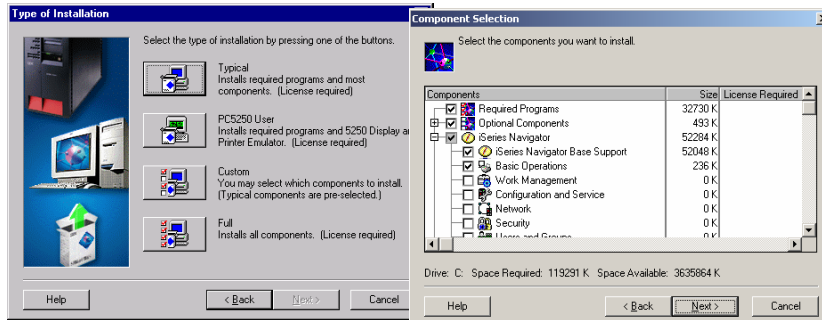 Type of Installation
Select the type of installation by pressing one of the buttons.
Typical
Installs required programs and most
components. (License required)
PC5250 User
Installs required programs and 5250 Display a
Printer Emulator. (License required)
Custom
You may select which components to install.
(Typical components are pre-selected.)
Full
Installs all components. (License required)
Help
< Back
Next >
Cancel
Component Selection
Select the components you want to install.
Components Size License Required
Required Programs 32730 K
Optional Components 493 K
iSeries Navigator 52284 K
iSeries Navigator Base Support 52048 K
Basic Operations 236 K
Work Management 0 K
Configuration and Service 0 K
Network 0 K
Security 0 K
Users and Groups 0 K
Drive: C: Space Required: 119291 K Space Available: 3635864 K
Help
< Back
Next >
Cancel